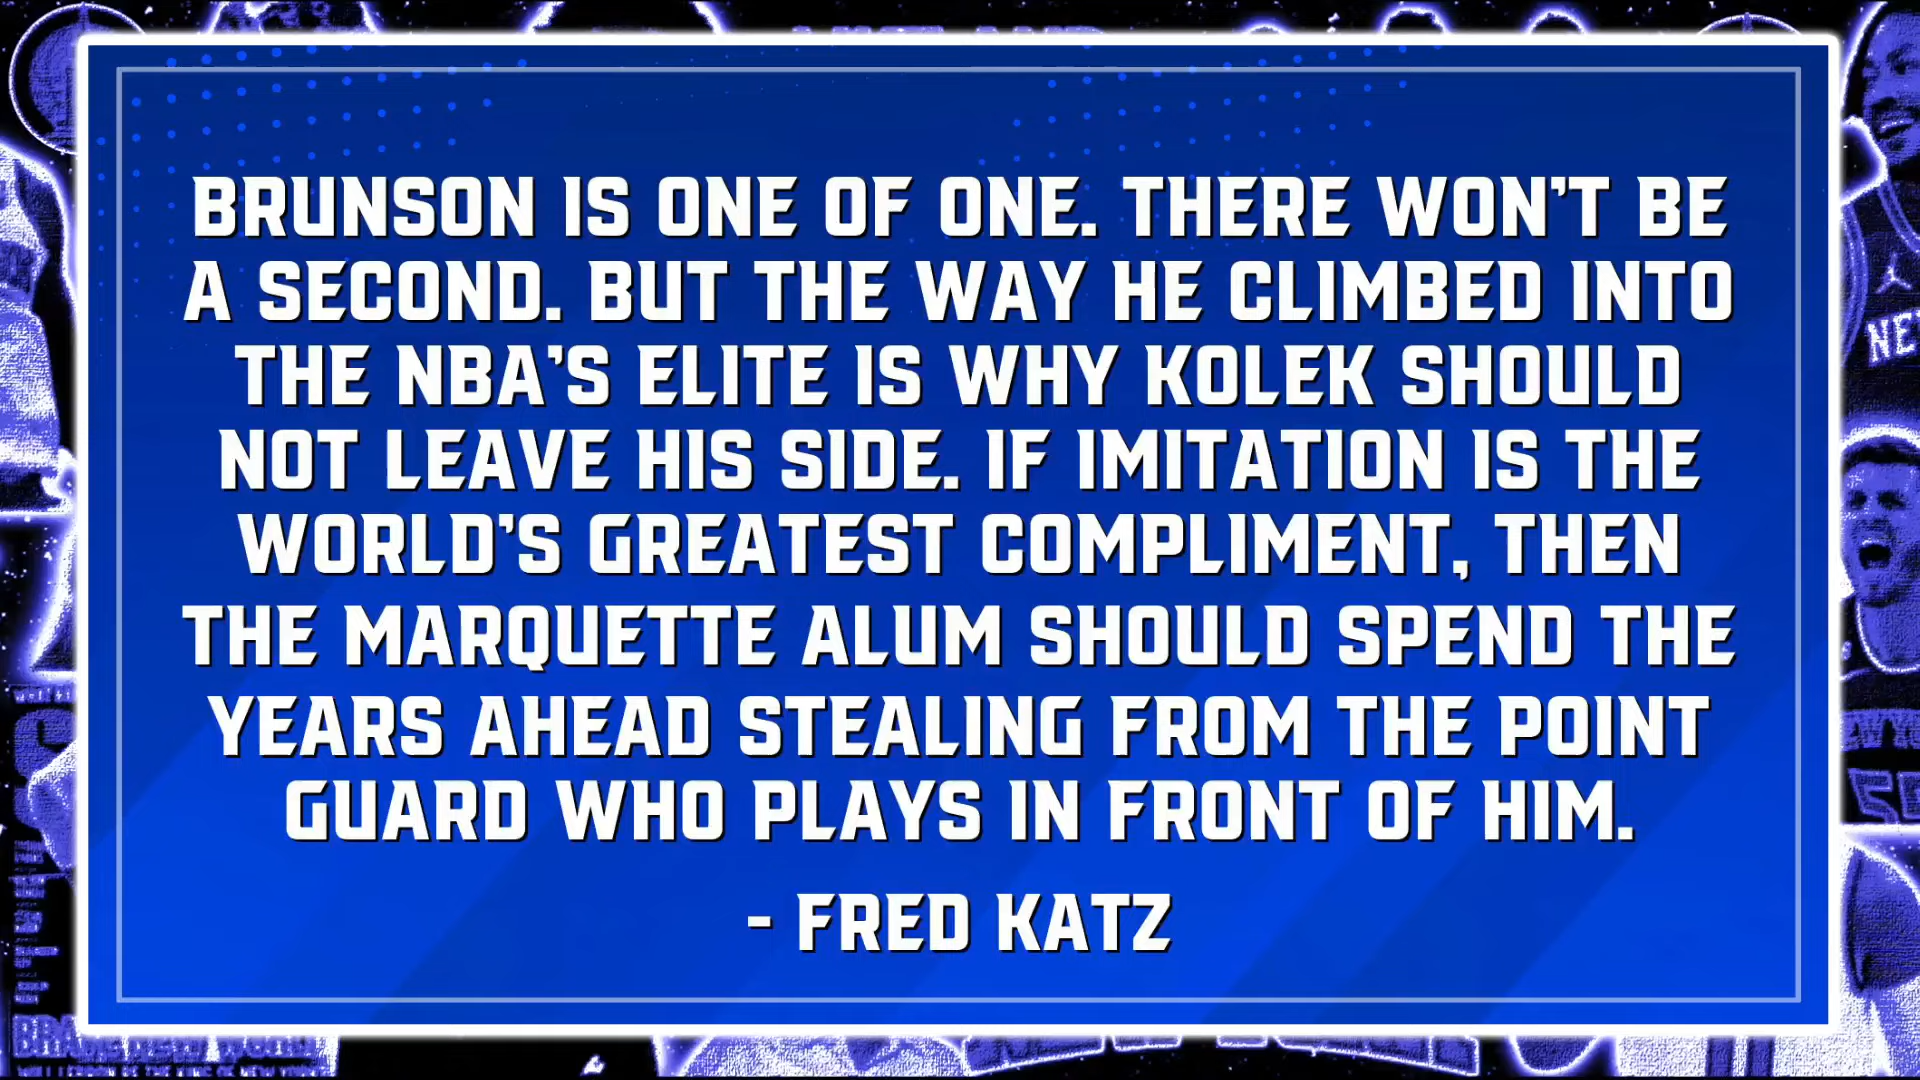 BRUNSON IS ONE OF ONE. THERE WON'T BE
A SECOND. BUT THE WAY HE CLIMBED INTO
THE NBA'S ELITE IS WHY KOLEK SHOULD
NOT LEAVE HIS SIDE. IF IMITATION IS THE
WORLD'S GREATEST COMPLIMENT, THEN
THE MARQUETTE ALUM SHOULD SPEND THE
YEARS AHEAD STEALING FROM THE POINT
GUARD WHO PLAYS IN FRONT OF HIM.
- FRED KATZ